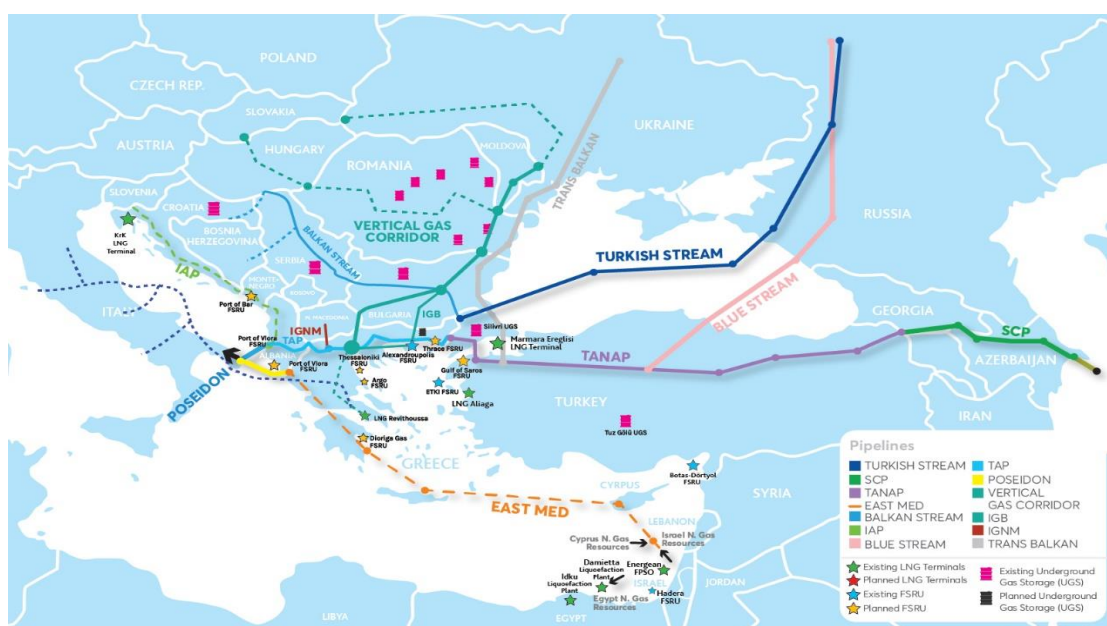 POLAND
CZECH REP.
UKRAINE
SLOVAKIA
AUSTRIA
MOLDOVA
HUNGARY
ROMANIA
TRANS BALKAN
SLOVENIA
CROATIA
RUSSIA
KrK
LNG
Terminal
BOSNIA
HERZEGOVINA
VERTICAL GAS
CORRIDOR
TURKISH STREAM
BALKAN STREAM
SERBIA
IAP
MONTE-
NEGRO
Port of Bar
FSRU
ITALY
BLUE STREAM
GEORGIA
IGB
BULGARIA
IGNM
TAP
Port of Vlora
FSRU
Silivri UGS
SCP
Marmara Ereglisi
LNG Terminal
AZERBAIJAN
TANAP
Thrace FSRU
Thessaloniki
FSRU
Alexandroupolis
FSRU
Port of Vlora
FSRU
Gulf of Saros
FSRU
Argo
FSRU
ETKI FSRU
LNG Aliaga
POSEIDON
TURKEY
IRAN
LNG Revithoussa
Tuz Gölü UGS
Dioriga Gas
FSRU
GREECE
Botas-Dörtyol
FSRU
CYRPUS
SYRIA
EAST MED
LEBANON
Cyprus N. Gas
Resources
Israel N. Gas
Resources
Damietta
Liquoefaction
Plant
Energean
FPSO
Idku
Liquoefaction
Plant
ISRAEL
Hadera
FSRU
Egypt N. Gas
Resources
JORDAN
LIBYA
EGYPT
Pipelines
TURKISH STREAM
SCP
TANAP
EAST MED
BALKAN STREAM
IAP
BLUE STREAM
TAP
POSEIDON
VERTICAL
GAS CORRIDOR
IGB
IGNM
TRANS BALKAN
Existing LNG Terminals
Planned LNG Terminals
Existing FSRU
Planned FSRU
Existing Underground
Gas Storage (UGS)
Planned Underground
Gas Storage (UGS)